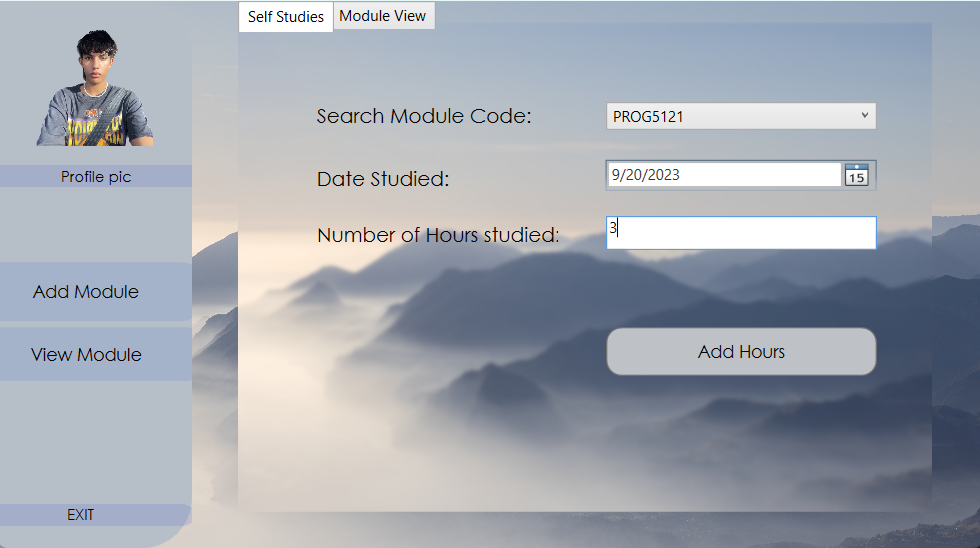 Self Studies
Module View
Profile pic
Add Module
View Module
EXIT
Search Module Code:
PROG5121
Date Studied:
9/20/2023
15
Number of Hours studied:
3
Add Hours